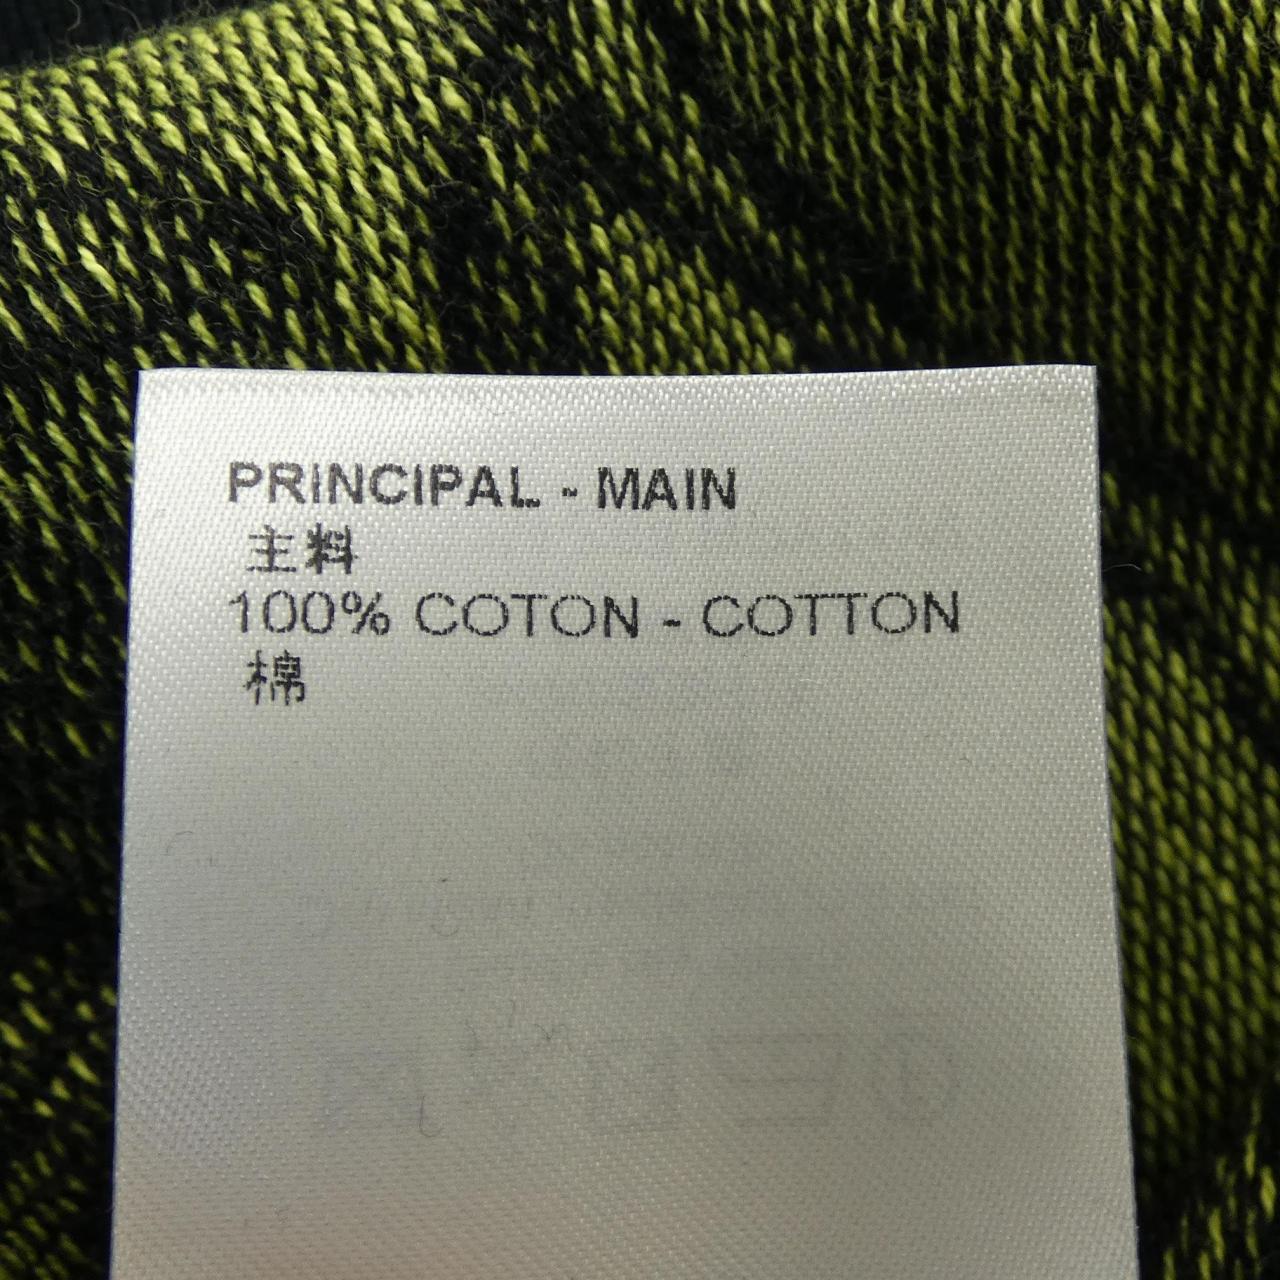 PRINCIPAL - MAIN
主料
100% COTON - COTTON
棉